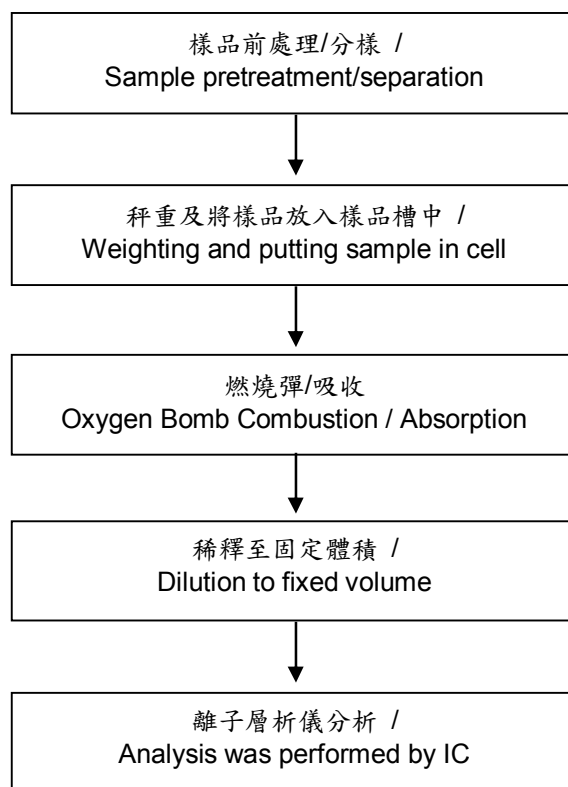 樣品前處理/分樣 /
Sample pretreatment/separation
秤重及將樣品放入樣品槽中 /
Weighting and putting sample in cell
燃燒彈/吸收
Oxygen Bomb Combustion / Absorption
稀釋至固定體積 /
Dilution to fixed volume
離子層析儀分析 /
Analysis was performed by IC